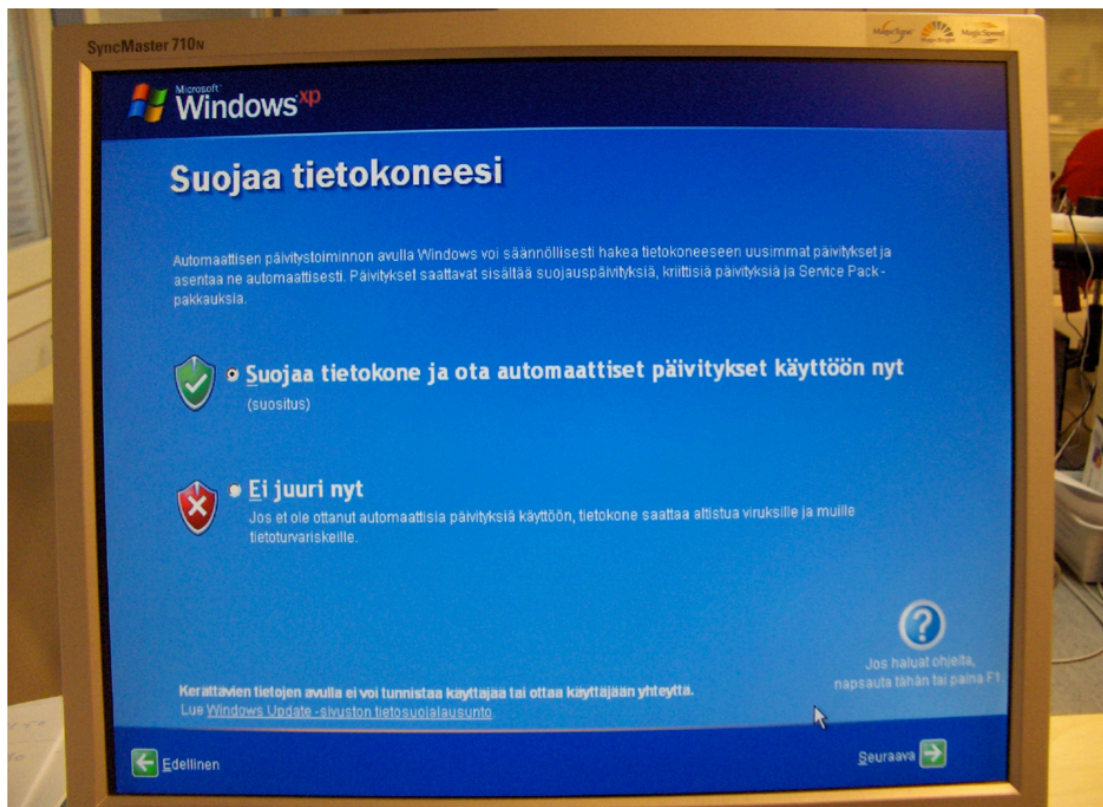 SyncMaster 710N
MagicTune MagicBright MagicSpeed
Microsoft
Windows xp
Suojaa tietokoneesi
Automaattisen päivitystoiminnon avulla Windows voi säännöllisesti hakea tietokoneeseen uusimmat päivitykset ja
asentaa ne automaattisesti. Päivitykset saattavat sisältää suojauspäivityksiä, kriittisiä päivityksiä ja Service Pack -
pakkauksia.
Suojaa tietokone ja ota automaattiset päivitykset käyttöön nyt
(suositus)
Ei juuri nyt
Jos et ole ottanut automaattisia päivityksiä käyttöön, tietokone saattaa altistua viruksille ja muille
tietoturvariskeille.
Jos haluat ohjeita,
napsauta tähän tai paina F1.
Kerättävien tietojen avulla ei voi tunnistaa käyttäjää tai ottaa käyttäjään yhteyttä.
Lue Windows Update -sivuston tietosuojalausunto
Edellinen
Seuraava